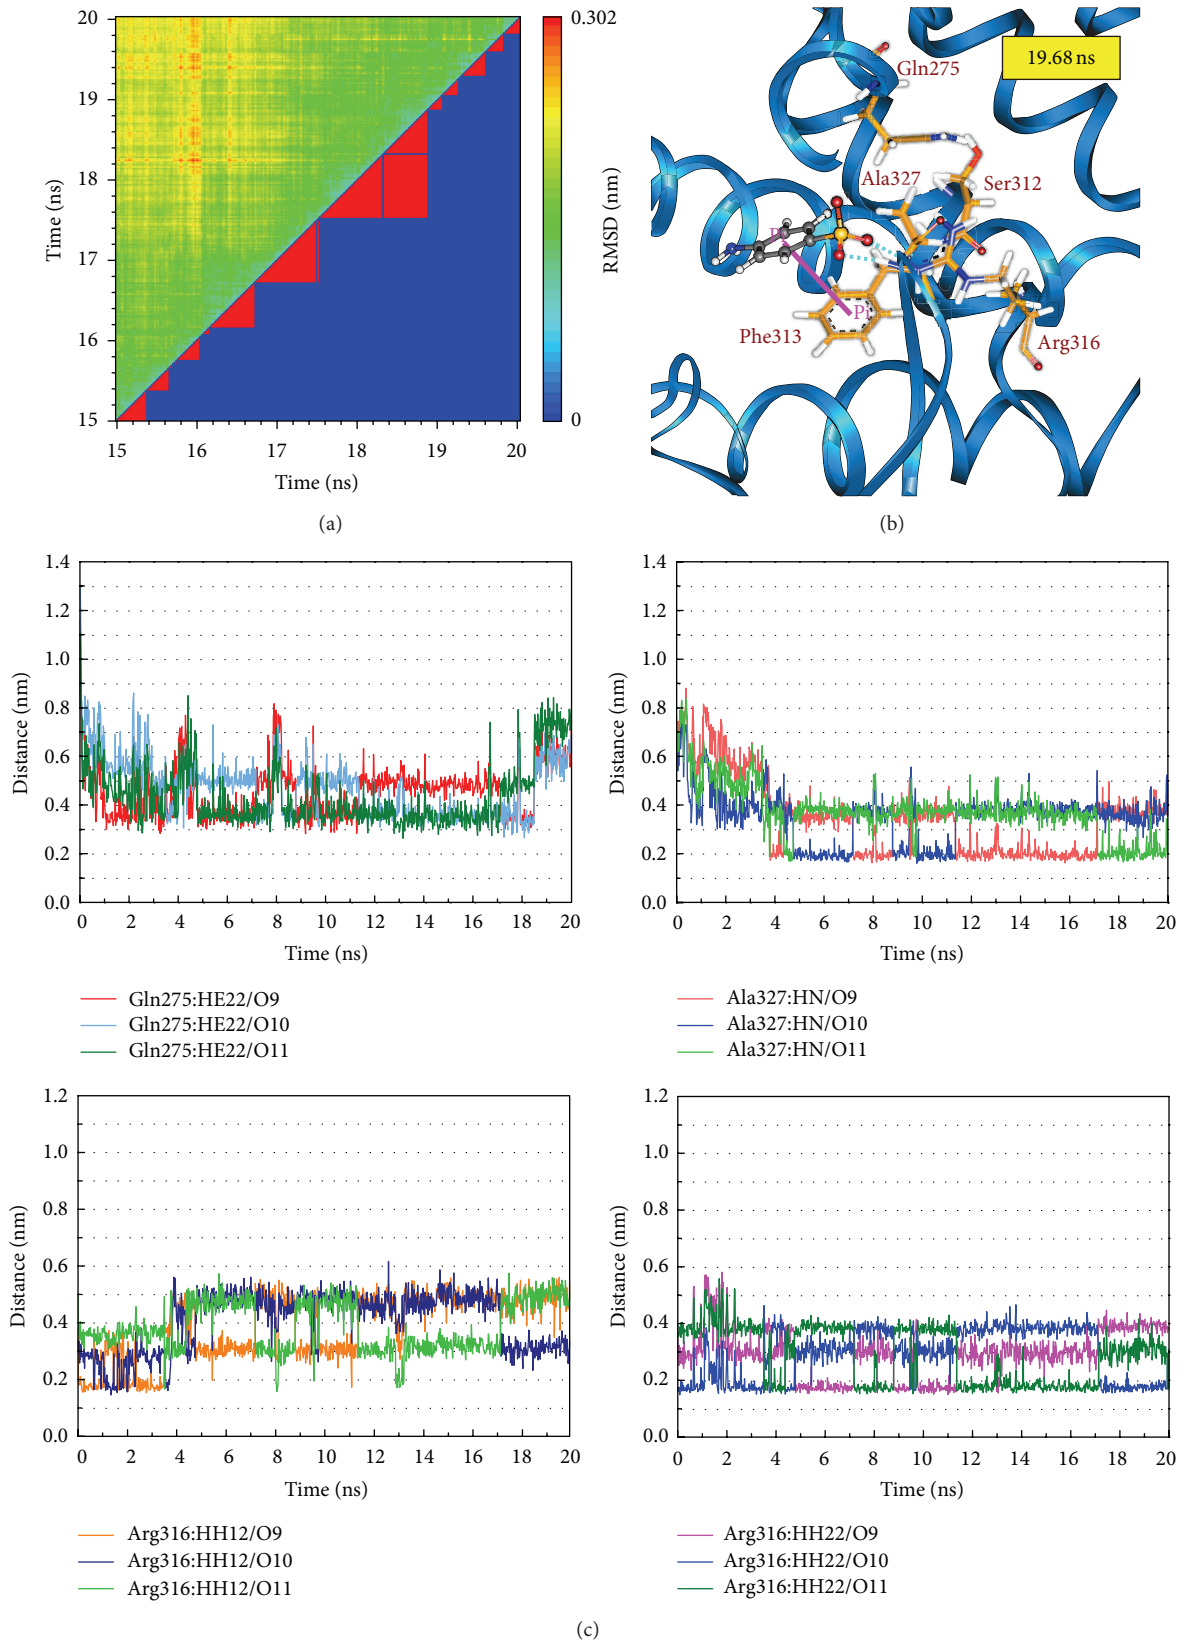 20
19
18
17
16
15
Time (ns)
15 16 17 18 19 20
Time (ns)
0.302
0
RMSD (nm)
(a)
19.68 ns
Gln275
Ala327
Ser312
Pi
Phe313
Arg316
(b)
1.4
1.2
1.0
0.8
0.6
0.4
0.2
0.0
Distance (nm)
0 2 4 6 8 10 12 14 16 18 20
Time (ns)
Gln275:HE22/O9
Gln275:HE22/O10
Gln275:HE22/O11
1.4
1.2
1.0
0.8
0.6
0.4
0.2
0.0
Distance (nm)
0 2 4 6 8 10 12 14 16 18 20
Time (ns)
Ala327:HN/O9
Ala327:HN/O10
Ala327:HN/O11
1.2
1.0
0.8
0.6
0.4
0.2
0.0
Distance (nm)
0 2 4 6 8 10 12 14 16 18 20
Time (ns)
Arg316:HH12/O9
Arg316:HH12/O10
Arg316:HH12/O11
1.2
1.0
0.8
0.6
0.4
0.2
0.0
Distance (nm)
0 2 4 6 8 10 12 14 16 18 20
Time (ns)
Arg316:HH22/O9
Arg316:HH22/O10
Arg316:HH22/O11
(c)